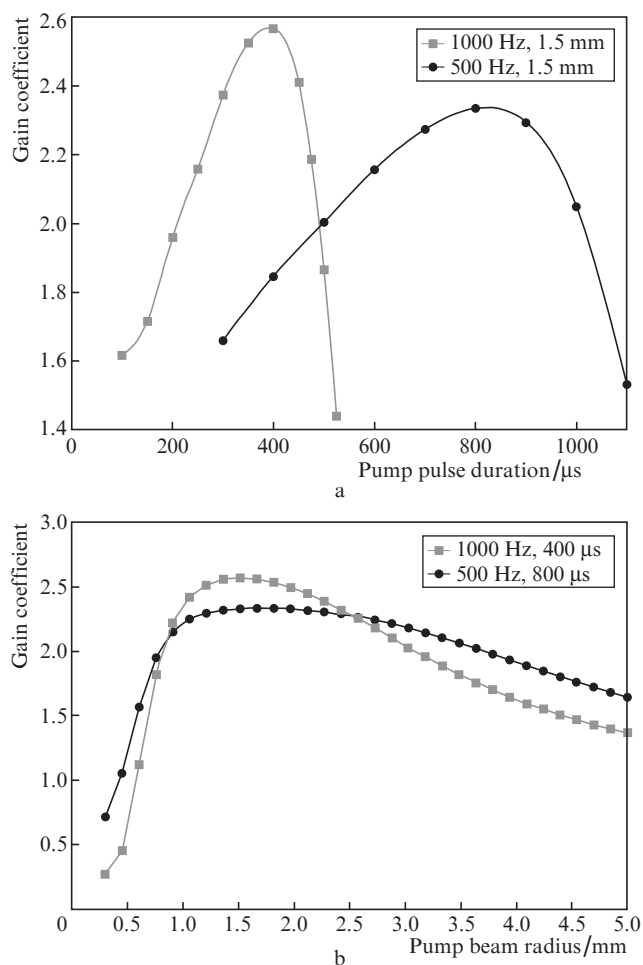 2.6
2.4
2.2
2.0
1.8
1.6
1.4
Gain coefficient
1000 Hz, 1.5 mm
500 Hz, 1.5 mm
0 200 400 600 800 1000
Pump pulse duration/μs
a
3.0
2.5
2.0
1.5
1.0
0.5
Gain coefficient
1000 Hz, 400 μs
500 Hz, 800 μs
0 0.5 1.0 1.5 2.0 2.5 3.0 3.5 4.0 4.5 5.0
Pump beam radius/mm
b